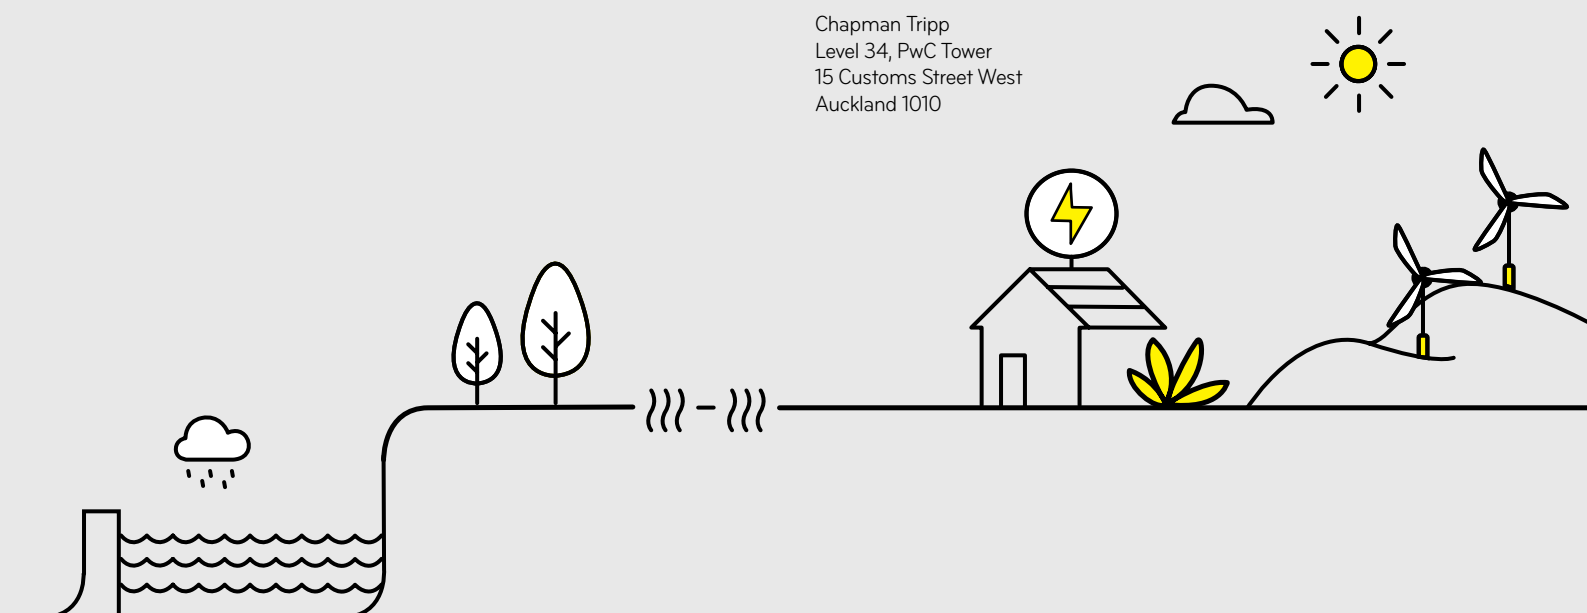 Chapman Tripp
Level 34, PwC Tower
15 Customs Street West
Auckland 1010